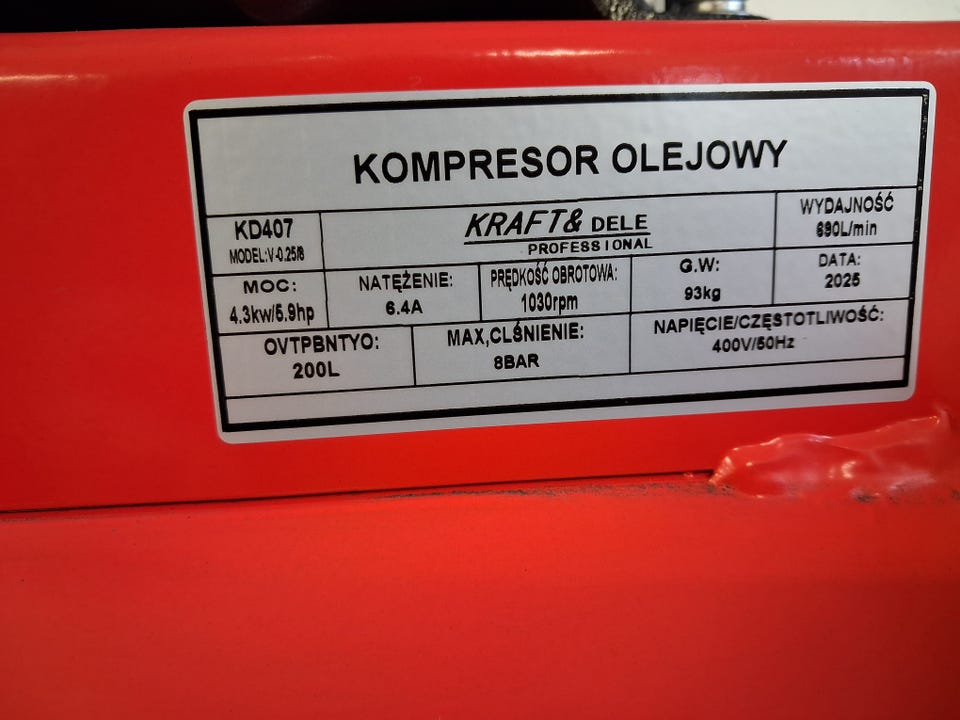 KOMPRESOR OLEJOWY
KD407
MODEL:V-0.25/8
KRAFT& DELE
PROFESSIONAL
WYDAJNOŚĆ
690L/min
MOC:
4.3kw/5.9hp
NATĘŻENIE:
6.4A
PRĘDKOŚĆ OBROTOWA:
1030rpm
G.W:
93kg
DATA:
2025
OVTPBNTYO:
200L
MAX,CLŚNIENIE:
8BAR
NAPIĘCIE/CZĘSTOTLIWOŚĆ:
400V/50Hz